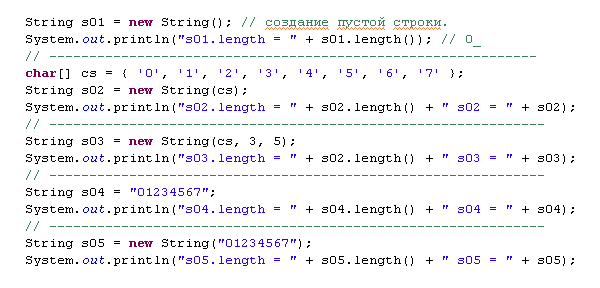 String s01 = new String(); // создание пустой строки.
System.out.println("s01.length = " + s01.length()); // 0_
// ---------------------------------------------------------
char[] cs = { '0', '1', '2', '3', '4', '5', '6', '7' };
String s02 = new String(cs);
System.out.println("s02.length = " + s02.length() + " s02 = " + s02);
// ----------------------------------------------------------
String s03 = new String(cs, 3, 5);
System.out.println("s03.length = " + s02.length() + " s03 = " + s03);
// ----------------------------------------------------------
String s04 = "01234567";
System.out.println("s04.length = " + s04.length() + " s04 = " + s04);
// ----------------------------------------------------------
String s05 = new String("01234567");
System.out.println("s05.length = " + s05.length() + " s05 = " + s05);